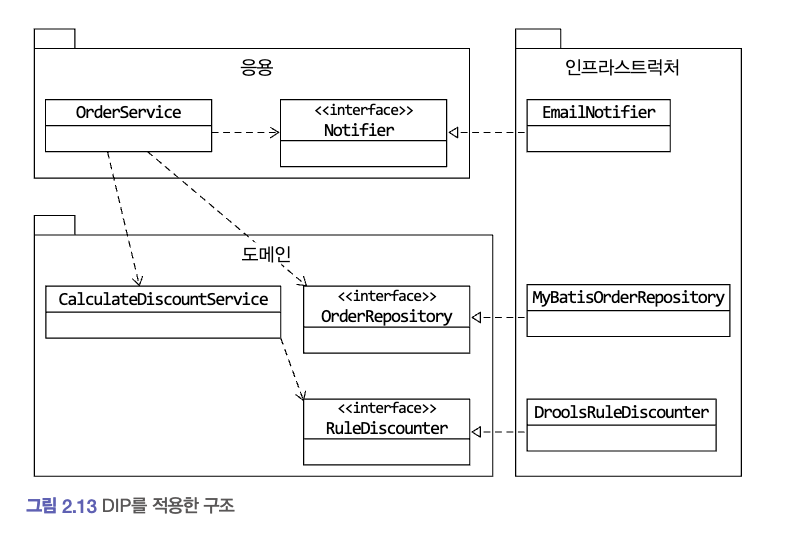 응용
인프라스트럭처
OrderService
<<interface>>
Notifier
EmailNotifier
도메인
CalculateDiscountService
<<interface>>
OrderRepository
MyBatisOrderRepository
<<interface>>
RuleDiscounter
DroolsRuleDiscounter
그림 2.13 DIP를 적용한 구조